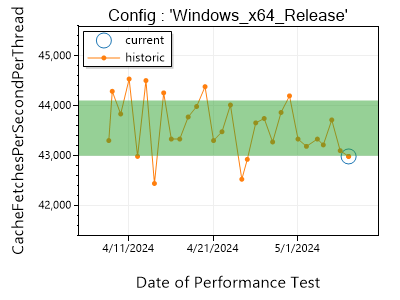 Config : 'Windows_x64_Release'
current
historic
CacheFetchesPerSecondPerThread
45,000
44,000
43,000
42,000
4/11/2024
4/21/2024
5/1/2024
Date of Performance Test